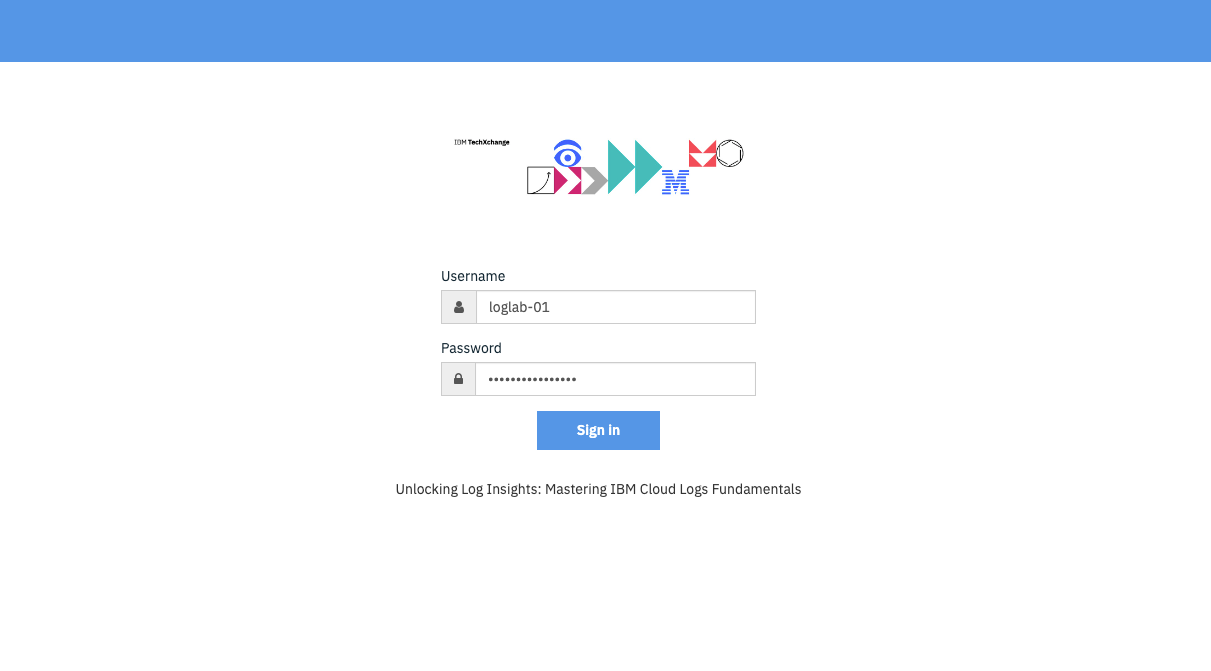 IBM TechXchange
Username
loglab-01
Password
••••••••••••••••
Sign in
Unlocking Log Insights: Mastering IBM Cloud Logs Fundamentals